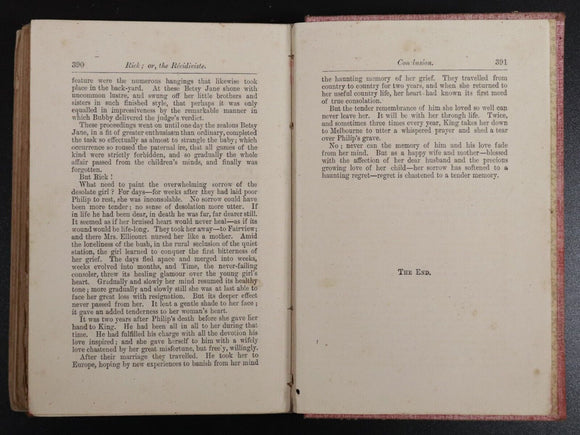 390 Rick; or, the Récidiviste.
feature were the numerous hangings that likewise took
place in the back-yard. At these Betsy Jane shone with
uncommon lustre, and swung off her little brothers and
sisters in such finished style, that perhaps it was only
equalled in impressiveness by the remarkable manner in
which Bubby delivered the judge's verdict.
These proceedings went on until one day the zealous Betsy
Jane, in a fit of greater enthusiasm than ordinary, completed
the task so effectually as almost to strangle the baby; which
occurrence so roused the paternal ire, that all games of the
kind were strictly forbidden, and so gradually the whole
affair passed from the children's minds, and finally was
forgotten.
But Rick!
What need to paint the overwhelming sorrow of the
desolate girl? For days—for weeks after they had laid poor
Philip to rest, she was inconsolable. No sorrow could have
been more tender; no sense of desolation more utter. If
in life he had been dear, in death he was far, far dearer still.
It seemed as if her bruised heart would never heal—as if its
wound would be life-long. They took her away—to Fairview;
and there Mrs. Ellicourt nursed her like a mother. Amid
the loneliness of the bush, in the rural seclusion of the quiet
station, the girl learned to conquer the first bitterness of
her grief. The days fled apace and merged into weeks,
weeks evolved into months, and Time, the never-failing
consoler, threw its healing glamour over the young girl's
heart. Gradually and slowly her mind resumed its healthy
tone; more gradually and slowly still she was at last able to
face her great loss with resignation. But its deeper effect
never passed from her. It lent a gentle shade to her face;
it gave an added tenderness to her woman's heart.
It was two years after Philip's death before she gave her
hand to King. He had been all in all to her during that
time. He had fulfilled his charge with all the devotion his
love inspired; and she gave herself to him with a wifely
love chastened by her great misfortune, but free'y, willingly.
After their marriage they travelled. He took her to
Europe, hoping by new experiences to banish from her mind
Con lusion. 391
the haunting memory of her grief. They travelled from
country to country for two years, and when she returned to
her useful country life, her heart had known its first meed
of true consolation.
But the tender remembrance of him she loved so well can
never leave her. It will be with her through life. Twice,
and sometimes three times every year, King takes her down
to Melbourne to utter a whispered prayer and shed a tear
over Philip's grave.
No; never can the memory of him and his love fade
from her mind. But as a happy wife and mother—blessed
with the affection of her dear husband and the precious
growing love of her child—her sorrow has softened to a
haunting regret—regret is chastened to a tender memory.
THE END.